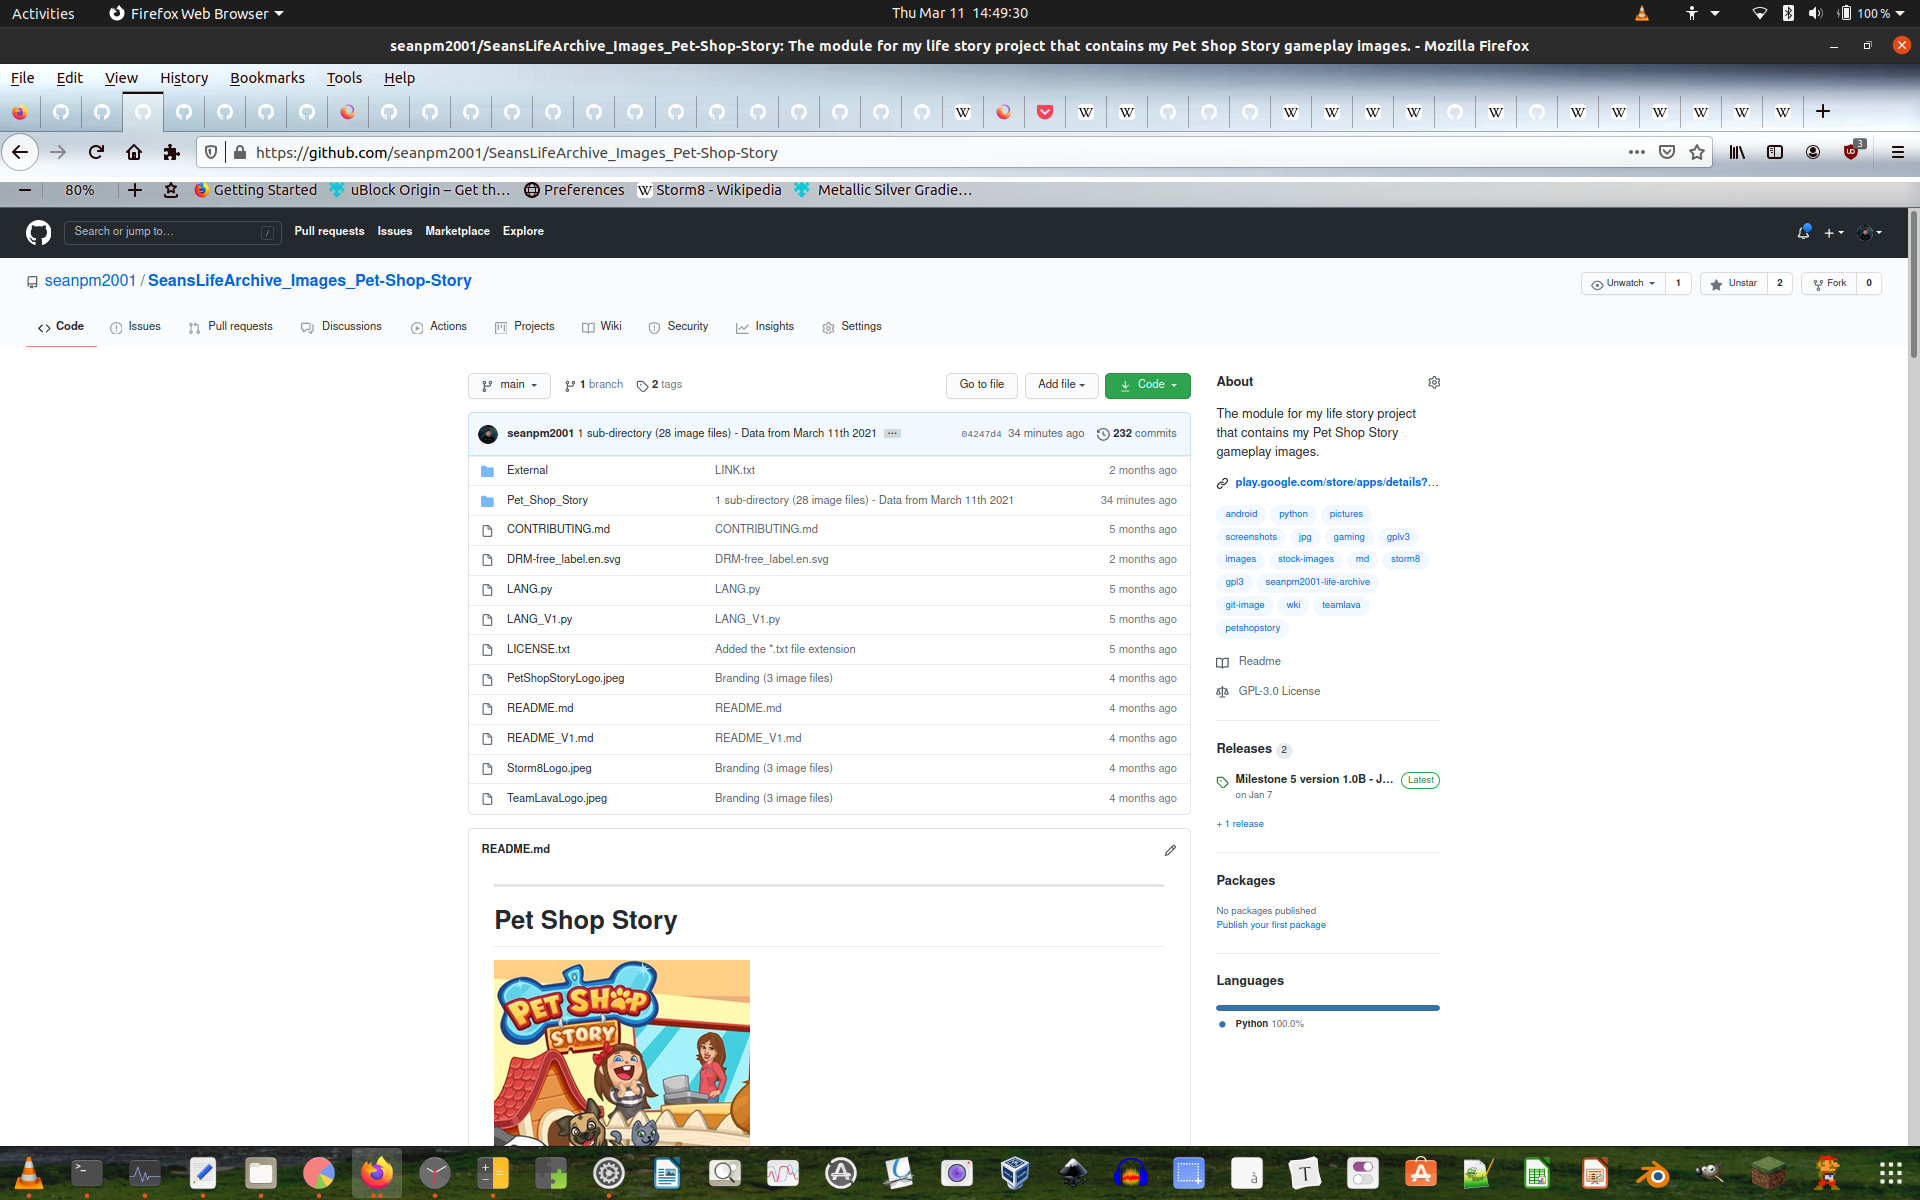 Activities Firefox Web Browser Thu Mar 11 14:49:30 100 %
seanpm2001/SeansLifeArchive_Images_Pet-Shop-Story: The module for my life story project that contains my Pet Shop Story gameplay images. - Mozilla Firefox
File Edit View History Bookmarks Tools Help
https://github.com/seanpm2001/SeansLifeArchive_Images_Pet-Shop-Story 3
80% Getting Started uBlock Origin – Get th… Preferences Storm8 - Wikipedia Metallic Silver Gradie…
Search or jump to… / Pull requests Issues Marketplace Explore
seanpm2001 / SeansLifeArchive_Images_Pet-Shop-Story Unwatch 1 Unstar 2 Fork 0
Code Issues Pull requests Discussions Actions Projects Wiki Security Insights Settings
main 1 branch 2 tags Go to file Add file Code
seanpm2001 1 sub-directory (28 image files) - Data from March 11th 2021 … 04247d4 34 minutes ago 232 commits
External LINK.txt 2 months ago
Pet_Shop_Story 1 sub-directory (28 image files) - Data from March 11th 2021 34 minutes ago
CONTRIBUTING.md CONTRIBUTING.md 5 months ago
DRM-free_label.en.svg DRM-free_label.en.svg 2 months ago
LANG.py LANG.py 5 months ago
LANG_V1.py LANG_V1.py 5 months ago
LICENSE.txt Added the *.txt file extension 5 months ago
PetShopStoryLogo.jpeg Branding (3 image files) 4 months ago
README.md README.md 4 months ago
README_V1.md README_V1.md 4 months ago
Storm8Logo.jpeg Branding (3 image files) 4 months ago
TeamLavaLogo.jpeg Branding (3 image files) 4 months ago
README.md
Pet Shop Story
PET SHOP
STORY
About
The module for my life story project
that contains my Pet Shop Story
gameplay images.
play.google.com/store/apps/details?…
android python pictures
screenshots jpg gaming gplv3
images stock-images md storm8
gpl3 seanpm2001-life-archive
git-image wki teamlava
petshopstory
Readme
GPL-3.0 License
Releases 2
Milestone 5 version 1.0B - J… Latest
on Jan 7
+ 1 release
Packages
No packages published
Publish your first package
Languages
Python 100.0%